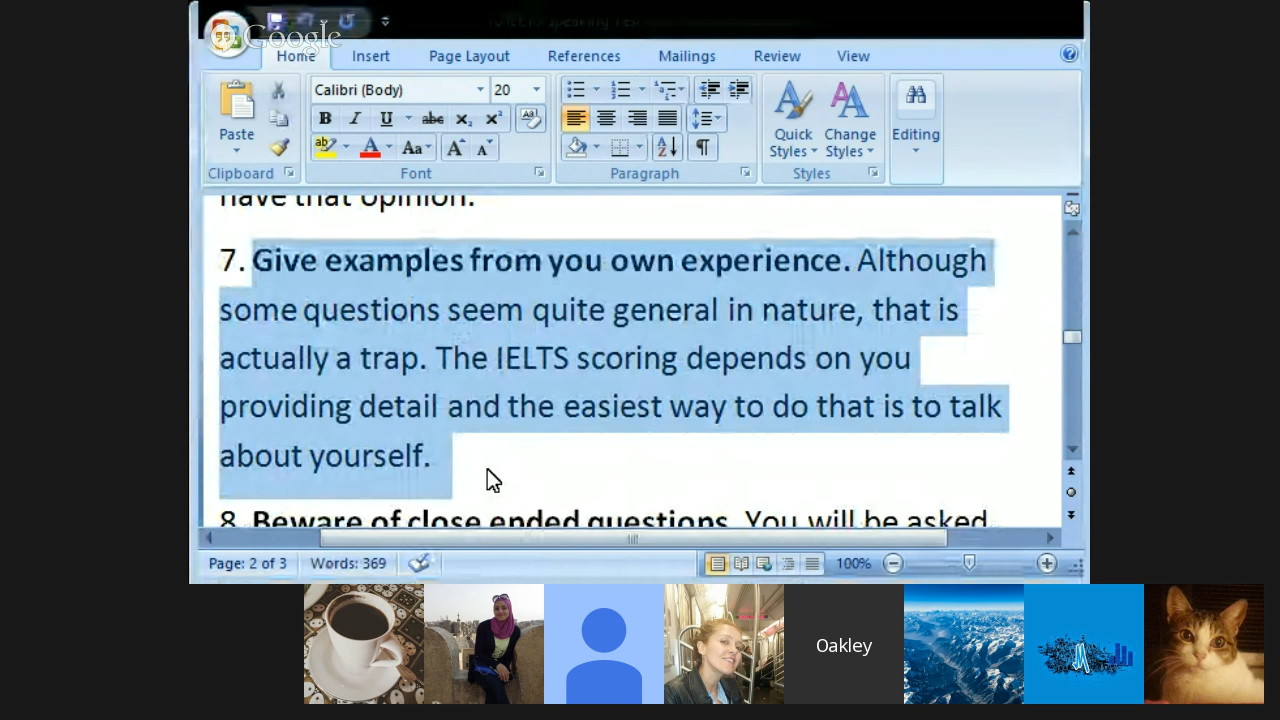 IELTS Speaking Test
Google
Home Insert Page Layout References Mailings Review View
Calibri (Body) 20
Paste
Quick Styles
Change Styles
Editing
Clipboard Font Paragraph Styles
have that opinion.
7. Give examples from you own experience. Although
some questions seem quite general in nature, that is
actually a trap. The IELTS scoring depends on you
providing detail and the easiest way to do that is to talk
about yourself.
8. Beware of close ended questions. You will be asked
Page: 2 of 3 Words: 369 100%
Oakley